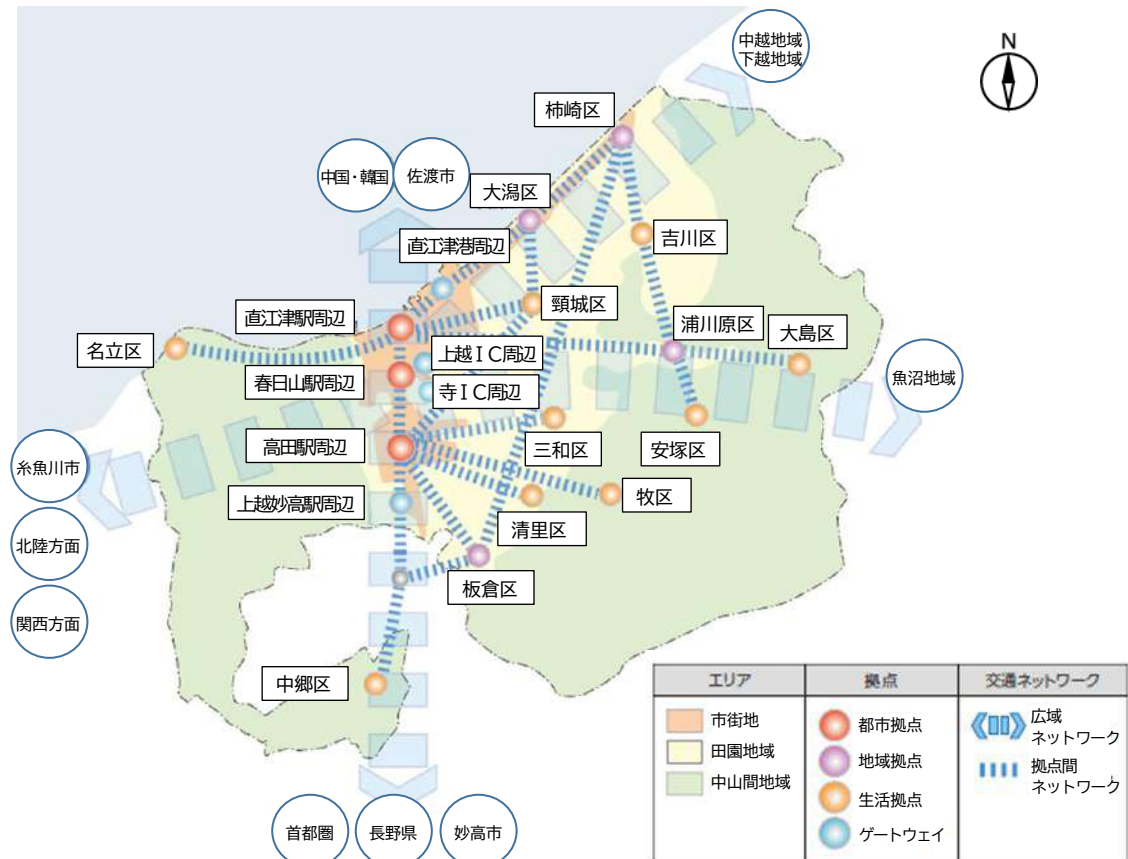 中越地域
下越地域
N
柿崎区
中国・韓国
佐渡市
大潟区
直江津港周辺
吉川区
頸城区
直江津駅周辺
浦川原区
大島区
名立区
上越IC周辺
春日山駅周辺
寺IC周辺
魚沼地域
三和区
安塚区
高田駅周辺
糸魚川市
上越妙高駅周辺
牧区
清里区
北陸方面
板倉区
関西方面
中郷区
首都圏
長野県
妙高市
エリア
拠点
交通ネットワーク
市街地
田園地域
中山間地域
都市拠点
地域拠点
生活拠点
ゲートウェイ
広域
ネットワーク
拠点間
ネットワーク